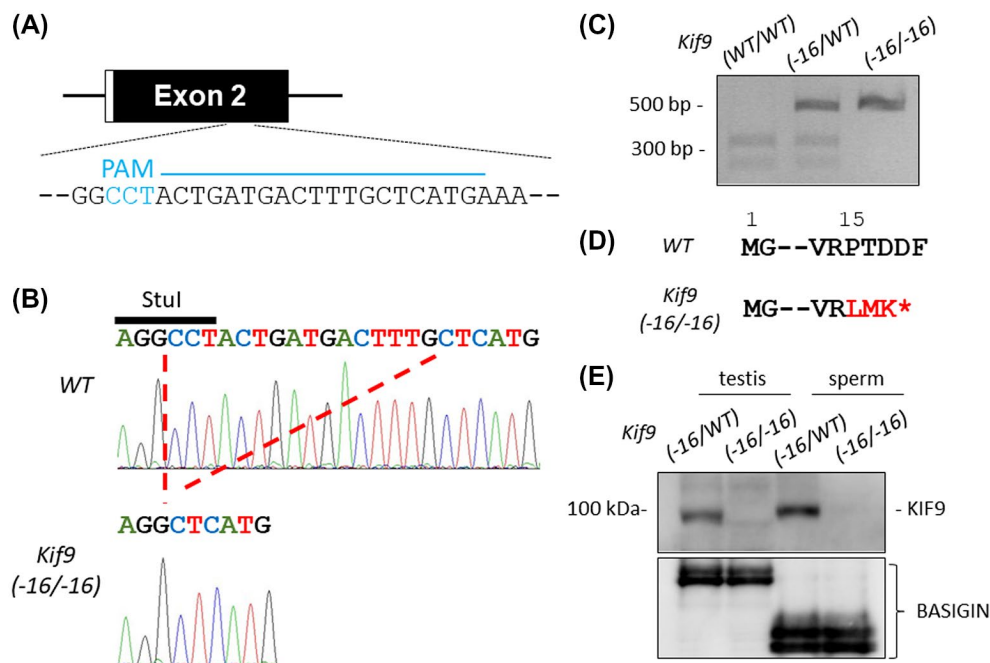 (A)
Exon 2
PAM
--GGCCTACTGATGACTTTGCTCATGAAA--
(B)
StuI
AGGCCTACTGATGACTTTGCTCATG
WT
AGGCTCATG
Kif9
(-16/-16)
(C)
Kif9
(WT/WT)
(-16/WT)
(-16/-16)
500 bp -
300 bp -
(D)
1 15
WT
MG--VRPTDDF
Kif9
(-16/-16)
MG--VRLMK*
(E)
testis sperm
Kif9
(-16/WT)
(-16/-16)
(-16/WT)
(-16/-16)
100 kDa-
- KIF9
BASIGIN